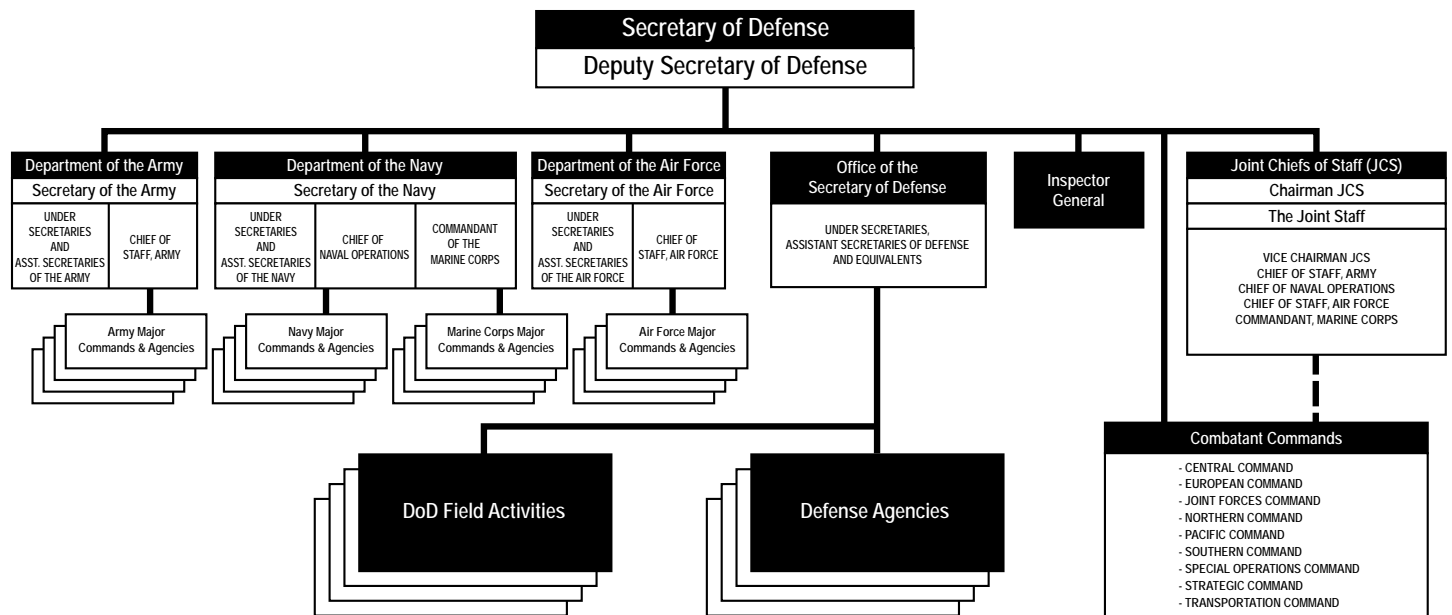 Secretary of Defense
Deputy Secretary of Defense
Department of the Army
Secretary of the Army
UNDER
SECRETARIES
AND
ASST. SECRETARIES
OF THE ARMY
CHIEF OF
STAFF, ARMY
Army Major
Commands & Agencies
Department of the Navy
Secretary of the Navy
UNDER
SECRETARIES
AND
ASST. SECRETARIES
OF THE NAVY
CHIEF OF
NAVAL OPERATIONS
COMMANDANT
OF THE
MARINE CORPS
Navy Major
Commands & Agencies
Marine Corps Major
Commands & Agencies
Department of the Air Force
Secretary of the Air Force
UNDER
SECRETARIES
AND
ASST. SECRETARIES
OF THE AIR FORCE
CHIEF OF
STAFF, AIR FORCE
Air Force Major
Commands & Agencies
Office of the
Secretary of Defense
UNDER SECRETARIES,
ASSISTANT SECRETARIES OF DEFENSE
AND EQUIVALENTS
Inspector
General
Joint Chiefs of Staff (JCS)
Chairman JCS
The Joint Staff
VICE CHAIRMAN JCS
CHIEF OF STAFF, ARMY
CHIEF OF NAVAL OPERATIONS
CHIEF OF STAFF, AIR FORCE
COMMANDANT, MARINE CORPS
DoD Field Activities
Defense Agencies
Combatant Commands
- CENTRAL COMMAND
- EUROPEAN COMMAND
- JOINT FORCES COMMAND
- NORTHERN COMMAND
- PACIFIC COMMAND
- SOUTHERN COMMAND
- SPECIAL OPERATIONS COMMAND
- STRATEGIC COMMAND
- TRANSPORTATION COMMAND